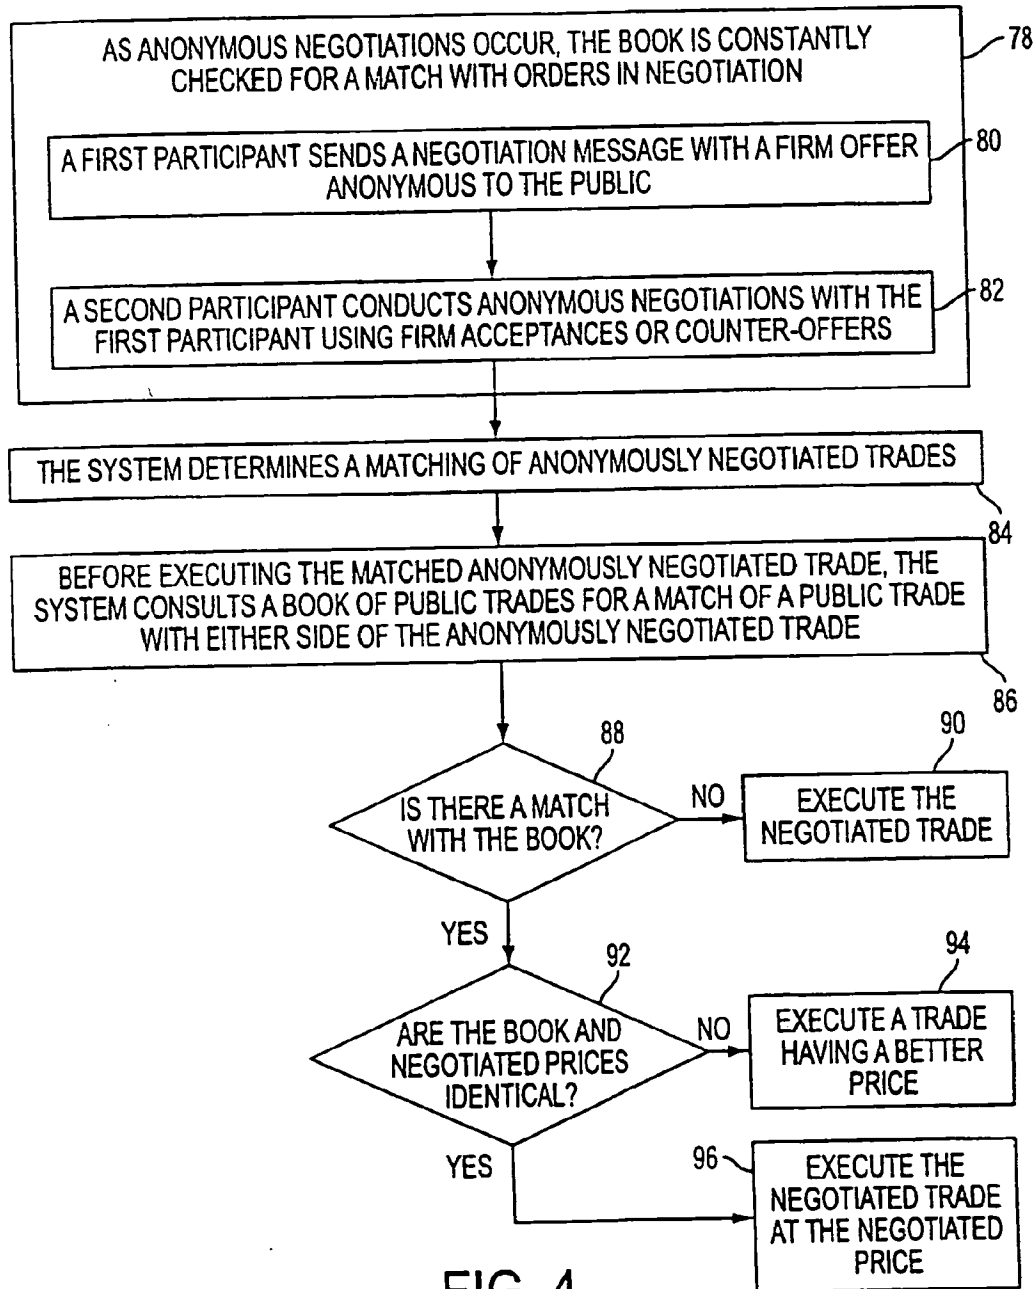 AS ANONYMOUS NEGOTIATIONS OCCUR, THE BOOK IS CONSTANTLY
CHECKED FOR A MATCH WITH ORDERS IN NEGOTIATION
78
A FIRST PARTICIPANT SENDS A NEGOTIATION MESSAGE WITH A FIRM OFFER
ANONYMOUS TO THE PUBLIC
80
A SECOND PARTICIPANT CONDUCTS ANONYMOUS NEGOTIATIONS WITH THE
FIRST PARTICIPANT USING FIRM ACCEPTANCES OR COUNTER-OFFERS
82
THE SYSTEM DETERMINES A MATCHING OF ANONYMOUSLY NEGOTIATED TRADES
84
BEFORE EXECUTING THE MATCHED ANONYMOUSLY NEGOTIATED TRADE, THE
SYSTEM CONSULTS A BOOK OF PUBLIC TRADES FOR A MATCH OF A PUBLIC TRADE
WITH EITHER SIDE OF THE ANONYMOUSLY NEGOTIATED TRADE
86
88
IS THERE A MATCH
WITH THE BOOK?
NO
90
EXECUTE THE
NEGOTIATED TRADE
YES
92
ARE THE BOOK AND
NEGOTIATED PRICES
IDENTICAL?
NO
94
EXECUTE A TRADE
HAVING A BETTER
PRICE
YES
96
EXECUTE THE
NEGOTIATED TRADE
AT THE NEGOTIATED
PRICE
FIG. 4